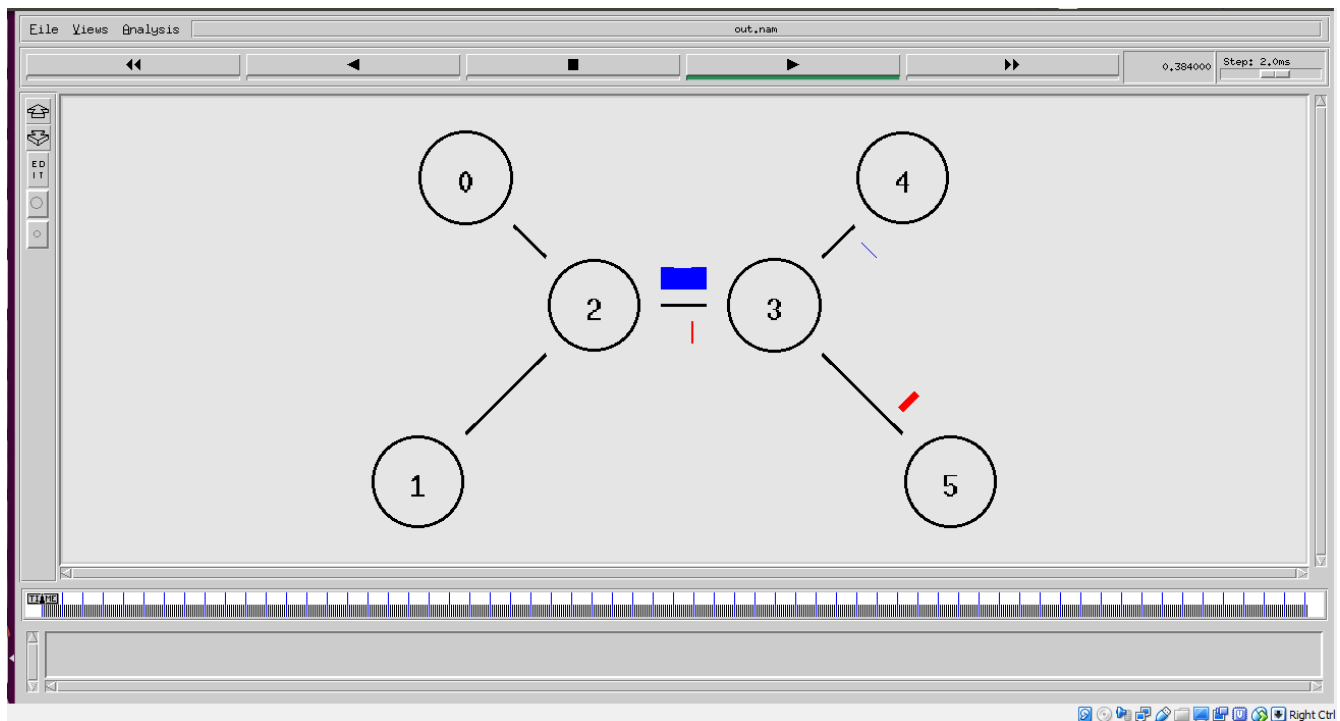 File Views Analysis out.nam
0.384000 Step: 2.0ms
ED
IT
0 4
2 3
1 5
TIME
Right Ctrl